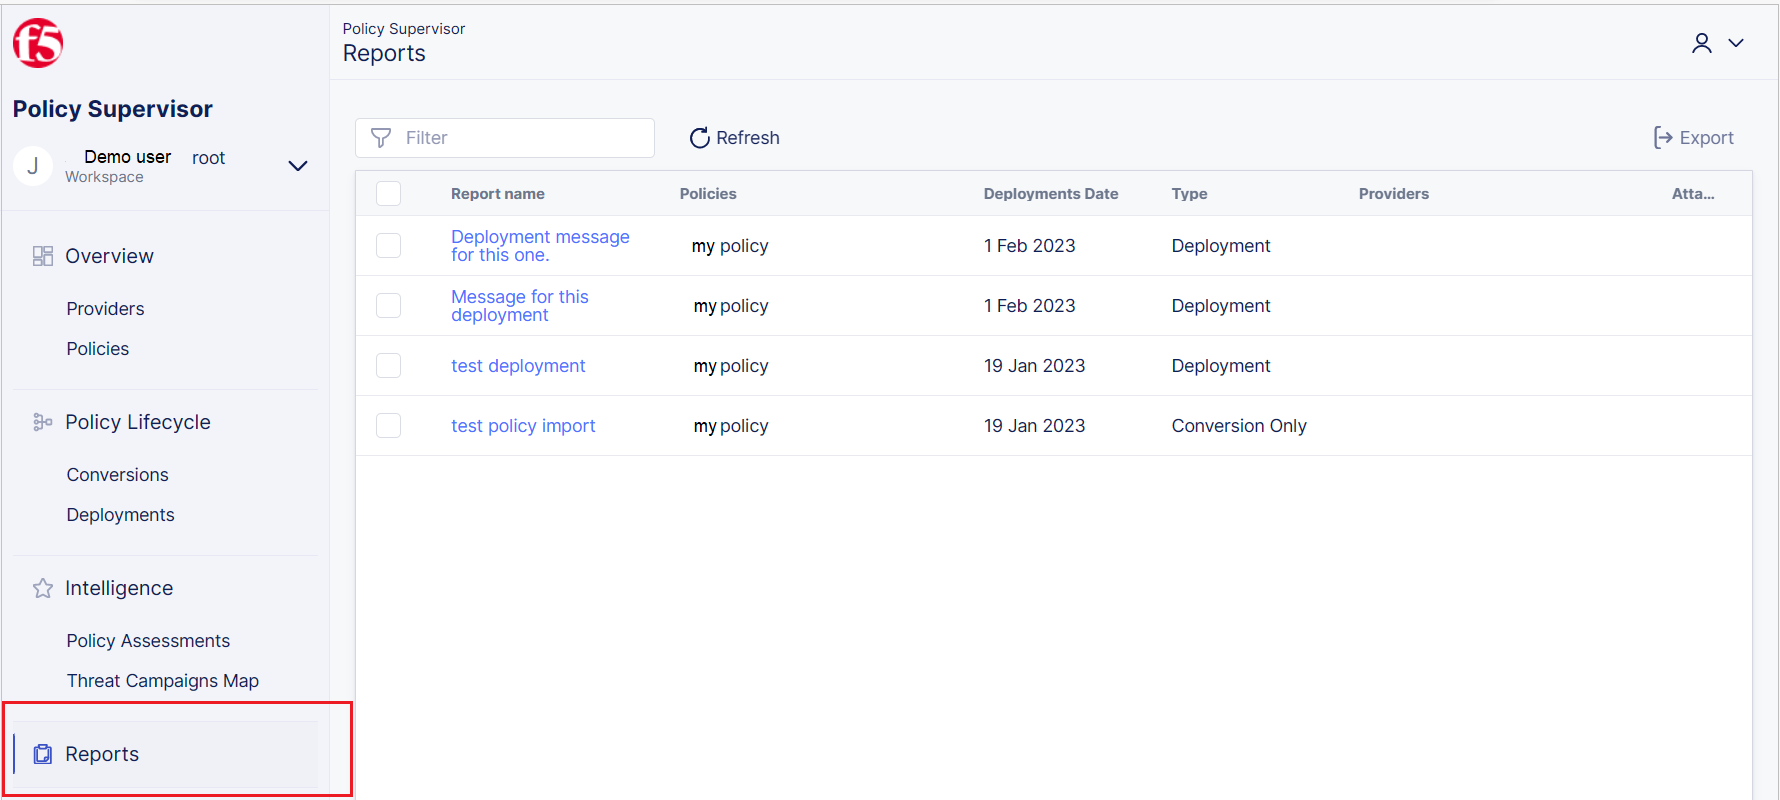 f5
Policy Supervisor
J
Demo user root
Workspace
Overview
Providers
Policies
Policy Lifecycle
Conversions
Deployments
Intelligence
Policy Assessments
Threat Campaigns Map
Reports
Policy Supervisor
Reports
Filter
Refresh
Export
Report name Policies Deployments Date Type Providers Atta...
Deployment message
for this one.
my policy 1 Feb 2023 Deployment
Message for this
deployment
my policy 1 Feb 2023 Deployment
test deployment my policy 19 Jan 2023 Deployment
test policy import my policy 19 Jan 2023 Conversion Only